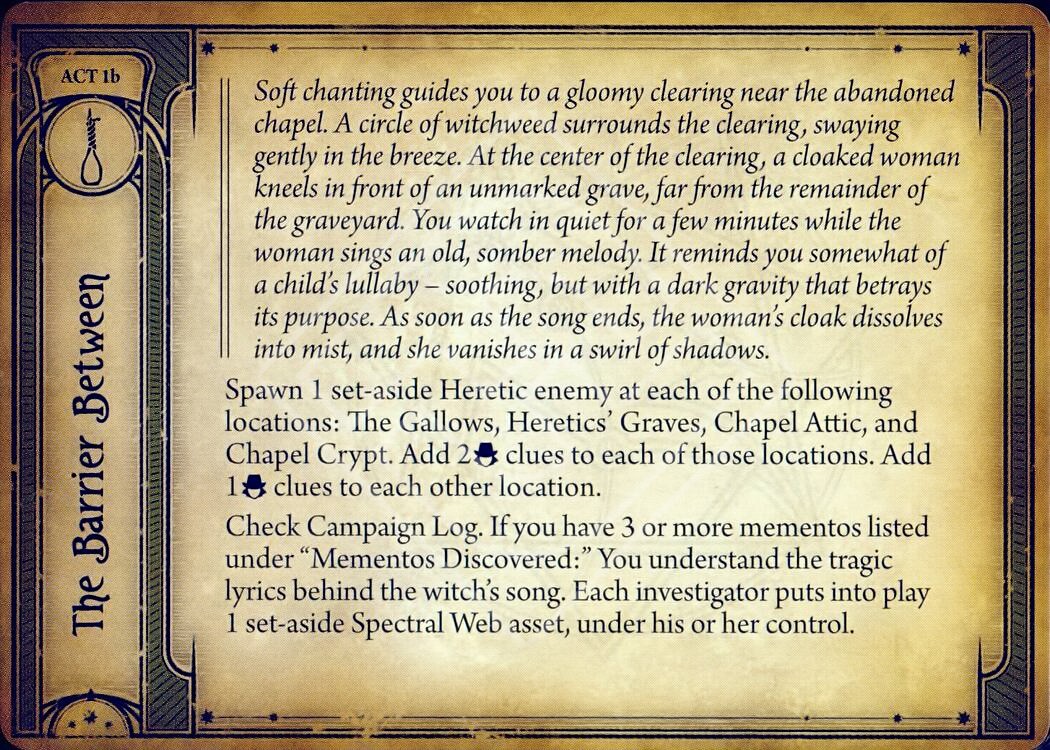 ACT 1b
The Barrier Between
Soft chanting guides you to a gloomy clearing near the abandoned
chapel. A circle of witchweed surrounds the clearing, swaying
gently in the breeze. At the center of the clearing, a cloaked woman
kneels in front of an unmarked grave, far from the remainder of
the graveyard. You watch in quiet for a few minutes while the
woman sings an old, somber melody. It reminds you somewhat of
a child's lullaby – soothing, but with a dark gravity that betrays
its purpose. As soon as the song ends, the woman's cloak dissolves
into mist, and she vanishes in a swirl of shadows.
Spawn 1 set-aside Heretic enemy at each of the following
locations: The Gallows, Heretics' Graves, Chapel Attic, and
Chapel Crypt. Add 2 clues to each of those locations. Add
1 clues to each other location.
Check Campaign Log. If you have 3 or more mementos listed
under “Mementos Discovered:” You understand the tragic
lyrics behind the witch's song. Each investigator puts into play
1 set-aside Spectral Web asset, under his or her control.